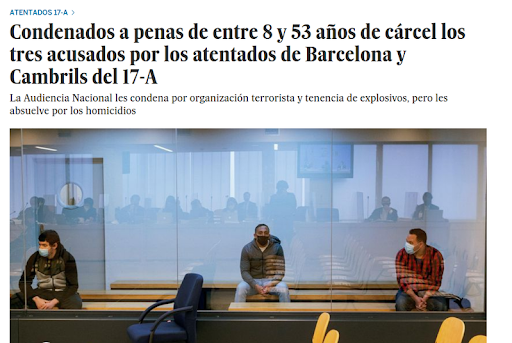 ATENTADOS 17-A >
Condenados a penas de entre 8 y 53 años de cárcel los
tres acusados por los atentados de Barcelona y
Cambrils del 17-A
La Audiencia Nacional les condena por organización terrorista y tenencia de explosivos, pero les
absuelve por los homicidios